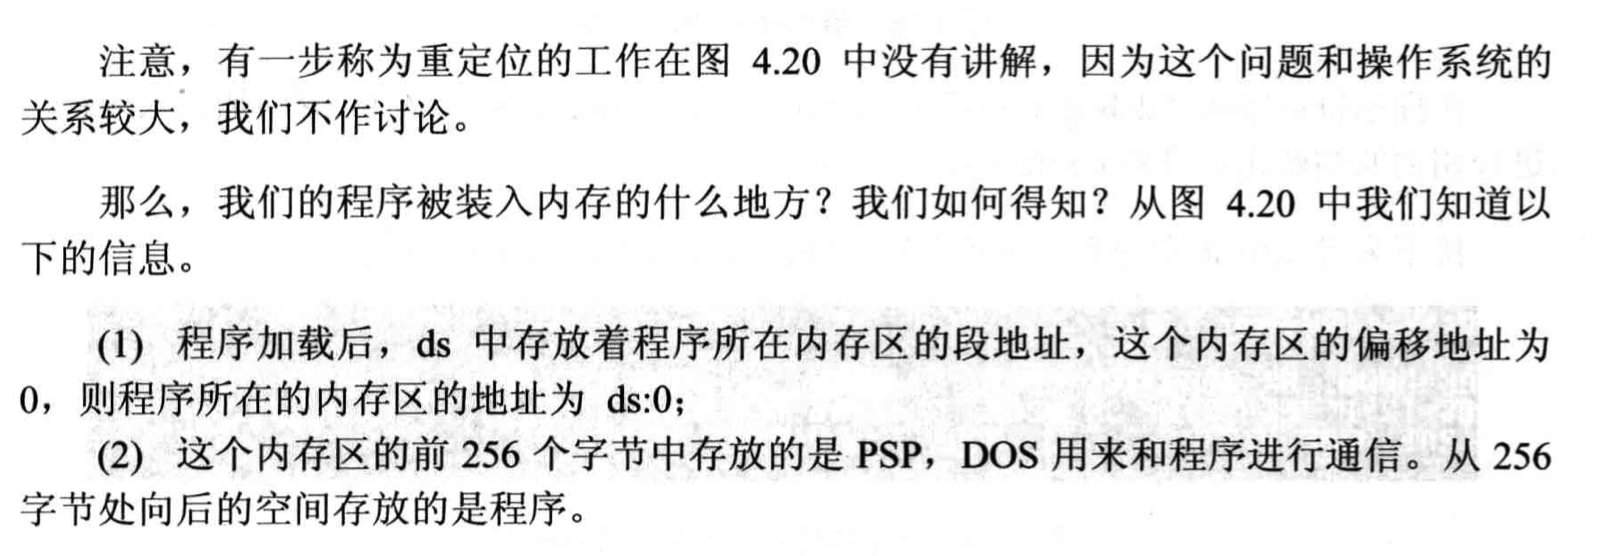 注意，有一步称为重定位的工作在图 4.20 中没有讲解，因为这个问题和操作系统的
关系较大，我们不作讨论。
那么，我们的程序被装入内存的什么地方？我们如何得知？从图 4.20 中我们知道以
下的信息。
(1) 程序加载后，ds 中存放着程序所在内存区的段地址，这个内存区的偏移地址为
0，则程序所在的内存区的地址为 ds:0；
(2) 这个内存区的前 256 个字节中存放的是 PSP，DOS 用来和程序进行通信。从 256
字节处向后的空间存放的是程序。